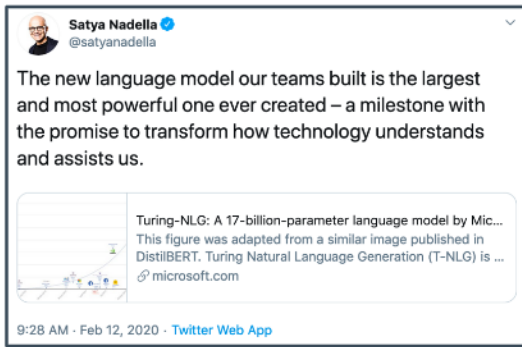 Satya Nadella
@satyanadella
The new language model our teams built is the largest
and most powerful one ever created – a milestone with
the promise to transform how technology understands
and assists us.
Turing-NLG: A 17-billion-parameter language model by Mic...
This figure was adapted from a similar image published in
DistilBERT. Turing Natural Language Generation (T-NLG) is ...
microsoft.com
9:28 AM · Feb 12, 2020 · Twitter Web App